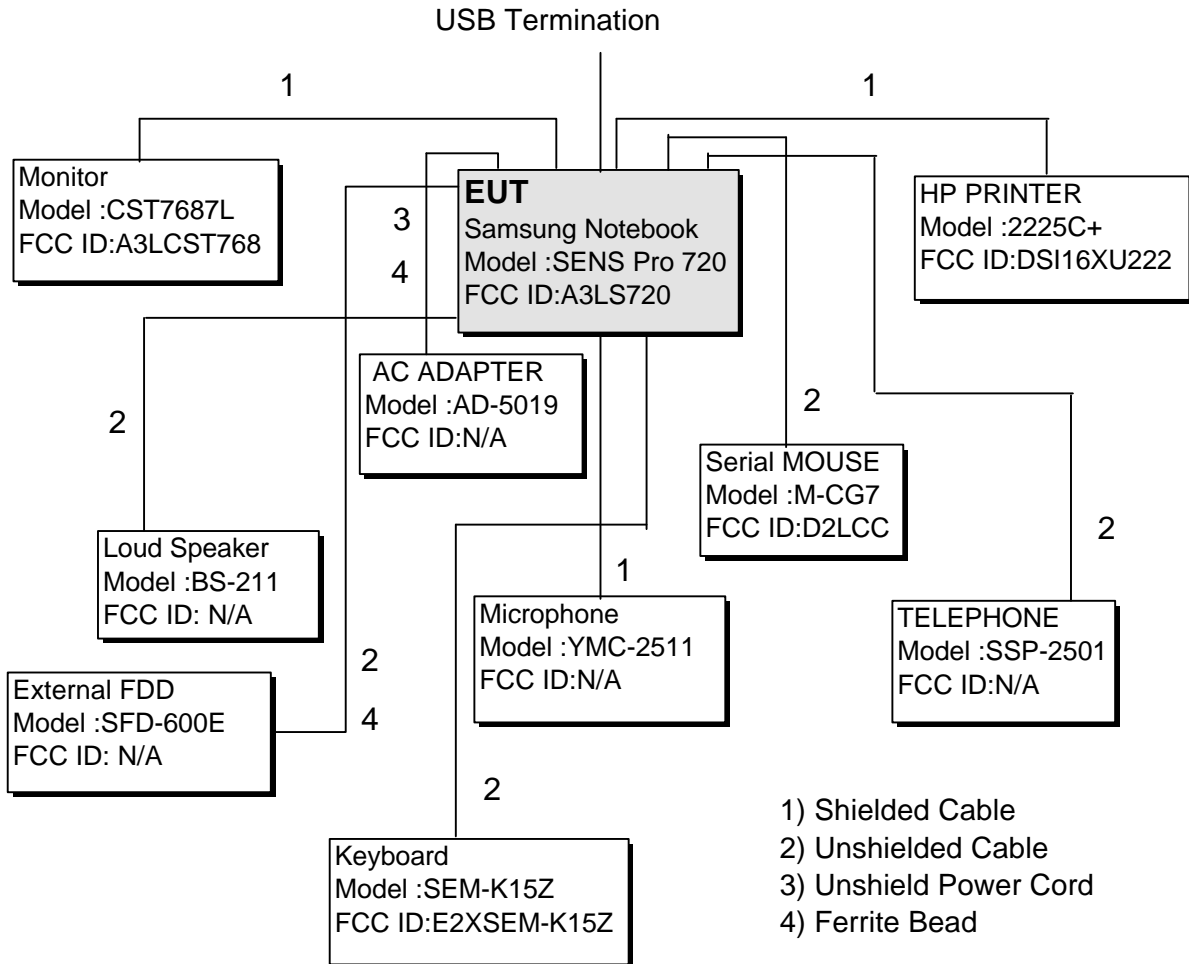 USB Termination
1
1
Monitor
Model :CST7687L
FCC ID:A3LCST768
EUT
Samsung Notebook
Model :SENS Pro 720
FCC ID:A3LS720
HP PRINTER
Model :2225C+
FCC ID:DSI16XU222
3
4
AC ADAPTER
Model :AD-5019
FCC ID:N/A
2
2
Serial MOUSE
Model :M-CG7
FCC ID:D2LCC
2
Loud Speaker
Model :BS-211
FCC ID: N/A
1
Microphone
Model :YMC-2511
FCC ID:N/A
TELEPHONE
Model :SSP-2501
FCC ID:N/A
2
4
External FDD
Model :SFD-600E
FCC ID: N/A
2
Keyboard
Model :SEM-K15Z
FCC ID:E2XSEM-K15Z
1) Shielded Cable
2) Unshielded Cable
3) Unshield Power Cord
4) Ferrite Bead